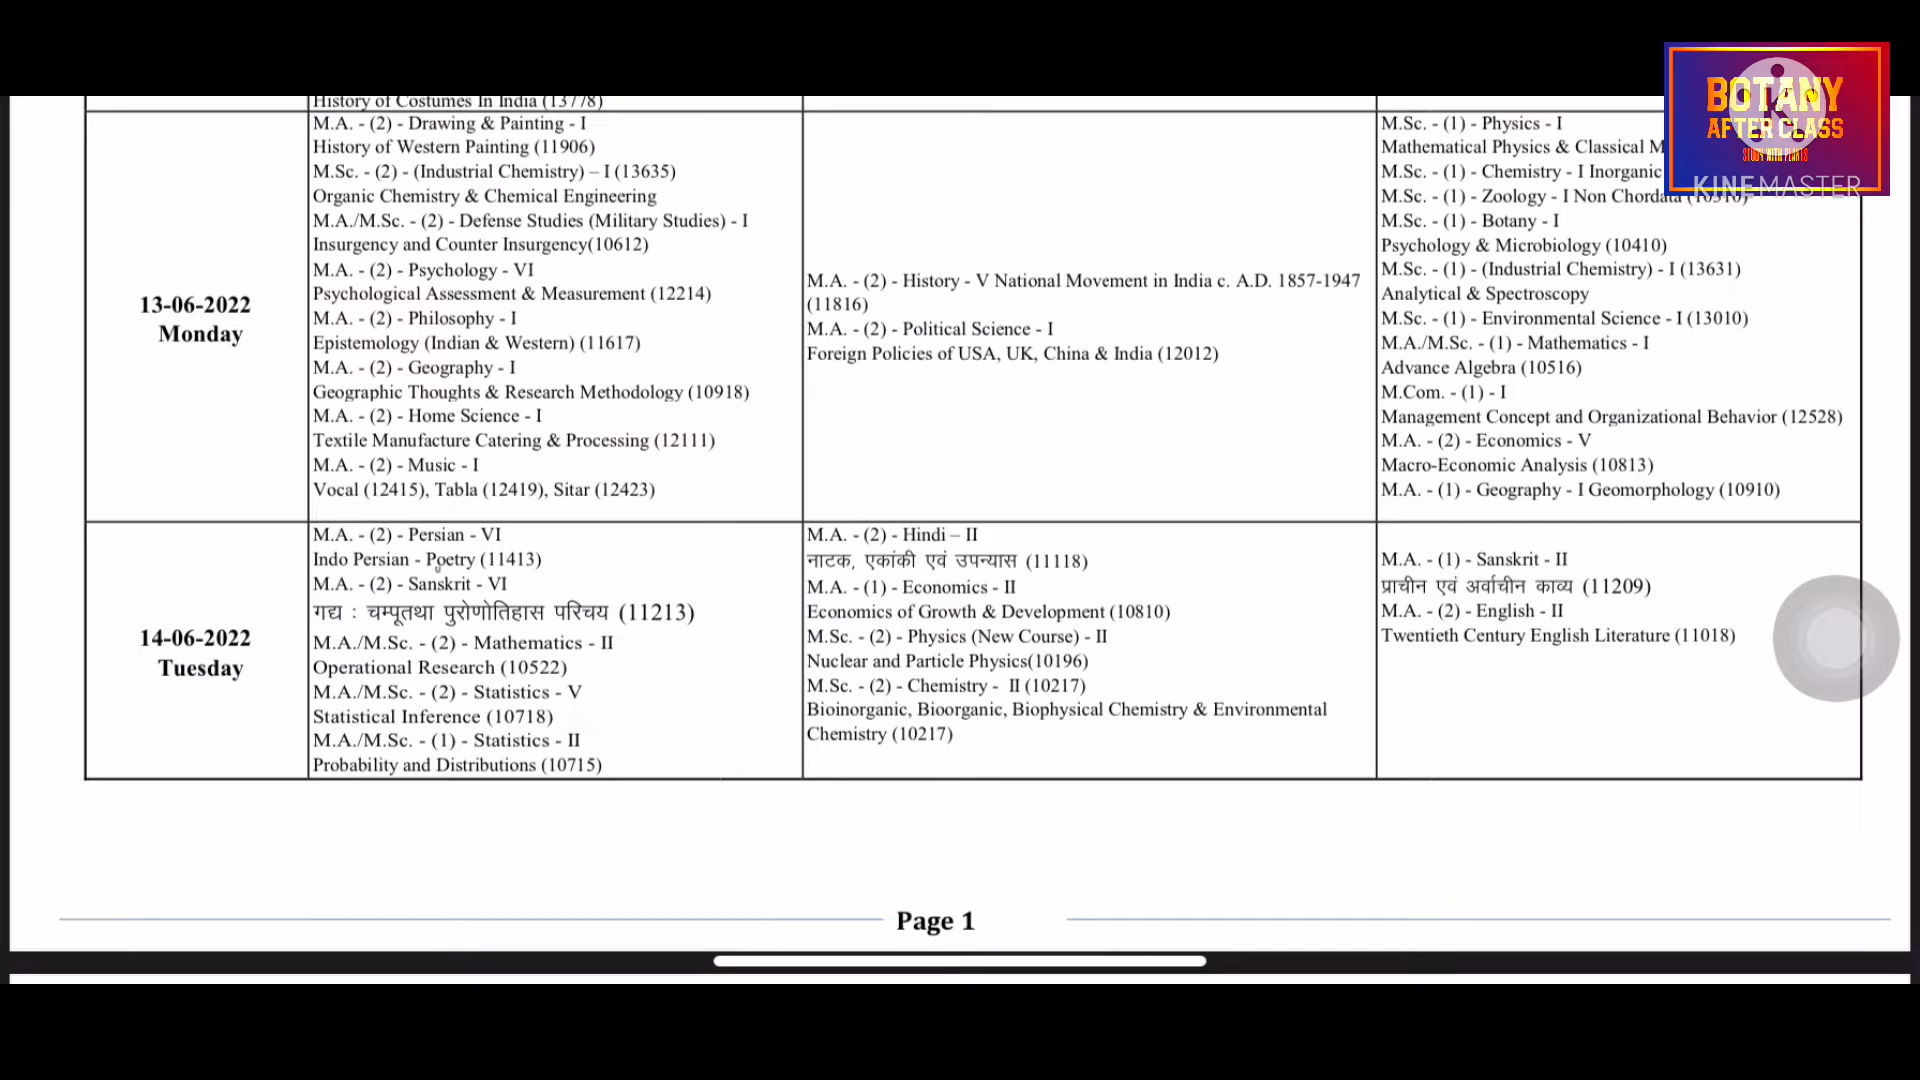 History of Costumes In India (13778)
13-06-2022
Monday
M.A. - (2) - Drawing & Painting - I
History of Western Painting (11906)
M.Sc. - (2) - (Industrial Chemistry) – I (13635)
Organic Chemistry & Chemical Engineering
M.A./M.Sc. - (2) - Defense Studies (Military Studies) - I
Insurgency and Counter Insurgency(10612)
M.A. - (2) - Psychology - VI
Psychological Assessment & Measurement (12214)
M.A. - (2) - Philosophy - I
Epistemology (Indian & Western) (11617)
M.A. - (2) - Geography - I
Geographic Thoughts & Research Methodology (10918)
M.A. - (2) - Home Science - I
Textile Manufacture Catering & Processing (12111)
M.A. - (2) - Music - I
Vocal (12415), Tabla (12419), Sitar (12423)
M.A. - (2) - History - V National Movement in India c. A.D. 1857-1947
(11816)
M.A. - (2) - Political Science - I
Foreign Policies of USA, UK, China & India (12012)
M.Sc. - (1) - Physics - I
Mathematical Physics & Classical M
M.Sc. - (1) - Chemistry - I Inorganic
M.Sc. - (1) - Zoology - I Non Chordata (10310)
M.Sc. - (1) - Botany - I
Psychology & Microbiology (10410)
M.Sc. - (1) - (Industrial Chemistry) - I (13631)
Analytical & Spectroscopy
M.Sc. - (1) - Environmental Science - I (13010)
M.A./M.Sc. - (1) - Mathematics - I
Advance Algebra (10516)
M.Com. - (1) - I
Management Concept and Organizational Behavior (12528)
M.A. - (2) - Economics - V
Macro-Economic Analysis (10813)
M.A. - (1) - Geography - I Geomorphology (10910)
14-06-2022
Tuesday
M.A. - (2) - Persian - VI
Indo Persian - Poetry (11413)
M.A. - (2) - Sanskrit - VI
गद्य : चम्पूतथा पुरोणोतिहास परिचय (11213)
M.A./M.Sc. - (2) - Mathematics - II
Operational Research (10522)
M.A./M.Sc. - (2) - Statistics - V
Statistical Inference (10718)
M.A./M.Sc. - (1) - Statistics - II
Probability and Distributions (10715)
M.A. - (2) - Hindi – II
नाटक, एकांकी एवं उपन्यास (11118)
M.A. - (1) - Economics - II
Economics of Growth & Development (10810)
M.Sc. - (2) - Physics (New Course) - II
Nuclear and Particle Physics(10196)
M.Sc. - (2) - Chemistry - II (10217)
Bioinorganic, Bioorganic, Biophysical Chemistry & Environmental
Chemistry (10217)
M.A. - (1) - Sanskrit - II
प्राचीन एवं अर्वाचीन काव्य (11209)
M.A. - (2) - English - II
Twentieth Century English Literature (11018)
Page 1
BOTANY
AFTER CLASS
STUDY WITH PLANTS
KINEMASTER